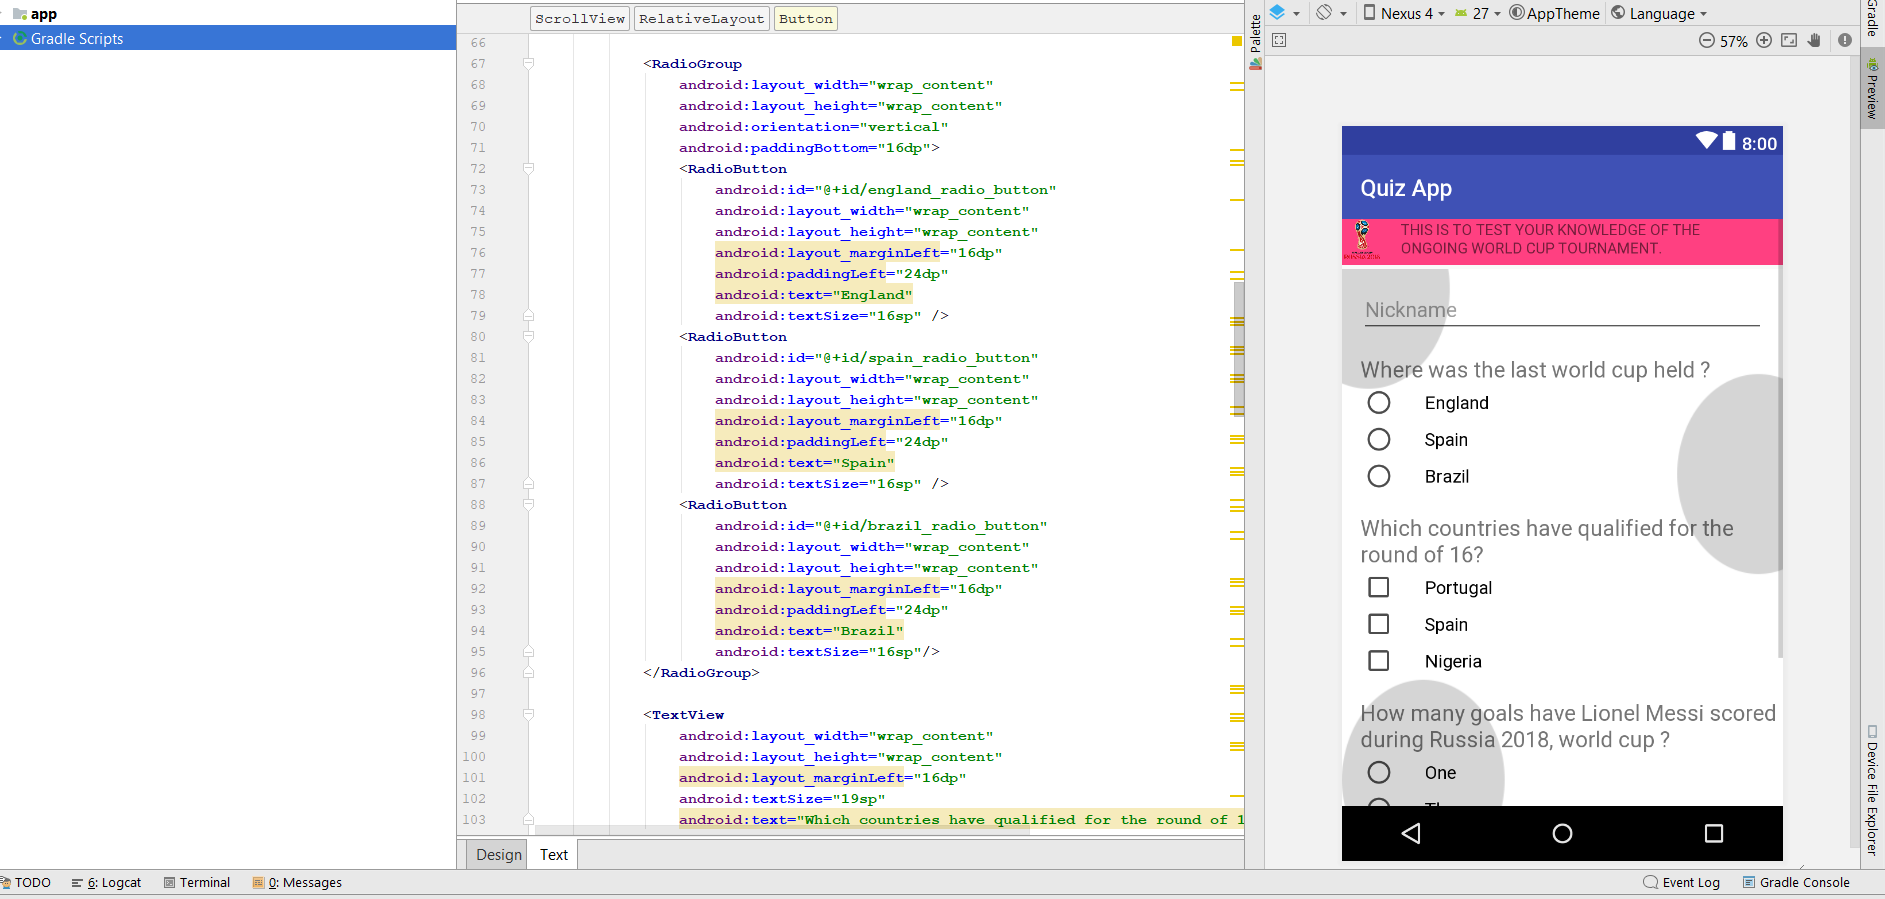 app
Gradle Scripts
ScrollView RelativeLayout Button
66
67 <RadioGroup
68 android:layout_width="wrap_content"
69 android:layout_height="wrap_content"
70 android:orientation="vertical"
71 android:paddingBottom="16dp">
72 <RadioButton
73 android:id="@+id/england_radio_button"
74 android:layout_width="wrap_content"
75 android:layout_height="wrap_content"
76 android:layout_marginLeft="16dp"
77 android:paddingLeft="24dp"
78 android:text="England"
79 android:textSize="16sp" />
80 <RadioButton
81 android:id="@+id/spain_radio_button"
82 android:layout_width="wrap_content"
83 android:layout_height="wrap_content"
84 android:layout_marginLeft="16dp"
85 android:paddingLeft="24dp"
86 android:text="Spain"
87 android:textSize="16sp" />
88 <RadioButton
89 android:id="@+id/brazil_radio_button"
90 android:layout_width="wrap_content"
91 android:layout_height="wrap_content"
92 android:layout_marginLeft="16dp"
93 android:paddingLeft="24dp"
94 android:text="Brazil"
95 android:textSize="16sp"/>
96 </RadioGroup>
97
98 <TextView
99 android:layout_width="wrap_content"
100 android:layout_height="wrap_content"
101 android:layout_marginLeft="16dp"
102 android:textSize="19sp"
103 android:text="Which countries have qualified for the round of 1
Design Text
Palette
Nexus 4 27 AppTheme Language
57%
8:00
Quiz App
THIS IS TO TEST YOUR KNOWLEDGE OF THE
ONGOING WORLD CUP TOURNAMENT.
Nickname
Where was the last world cup held ?
England
Spain
Brazil
Which countries have qualified for the
round of 16?
Portugal
Spain
Nigeria
How many goals have Lionel Messi scored
during Russia 2018, world cup ?
One
Gradle
Preview
Device File Explorer
TODO 6: Logcat Terminal 0: Messages Event Log Gradle Console